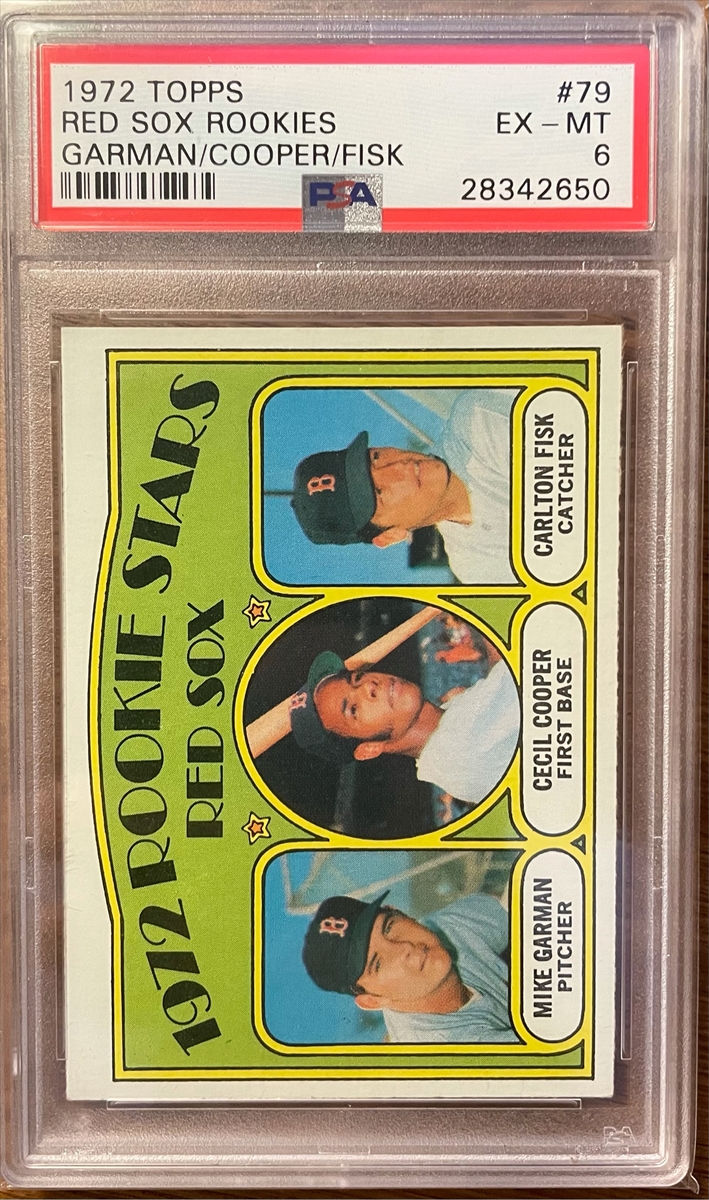 1972 TOPPS #79
RED SOX ROOKIES EX - MT
GARMAN/COOPER/FISK 6
PSA 28342650
1972 ROOKIE STARS
RED SOX
B
B
B
MIKE GARMAN
PITCHER
CECIL COOPER
FIRST BASE
CARLTON FISK
CATCHER